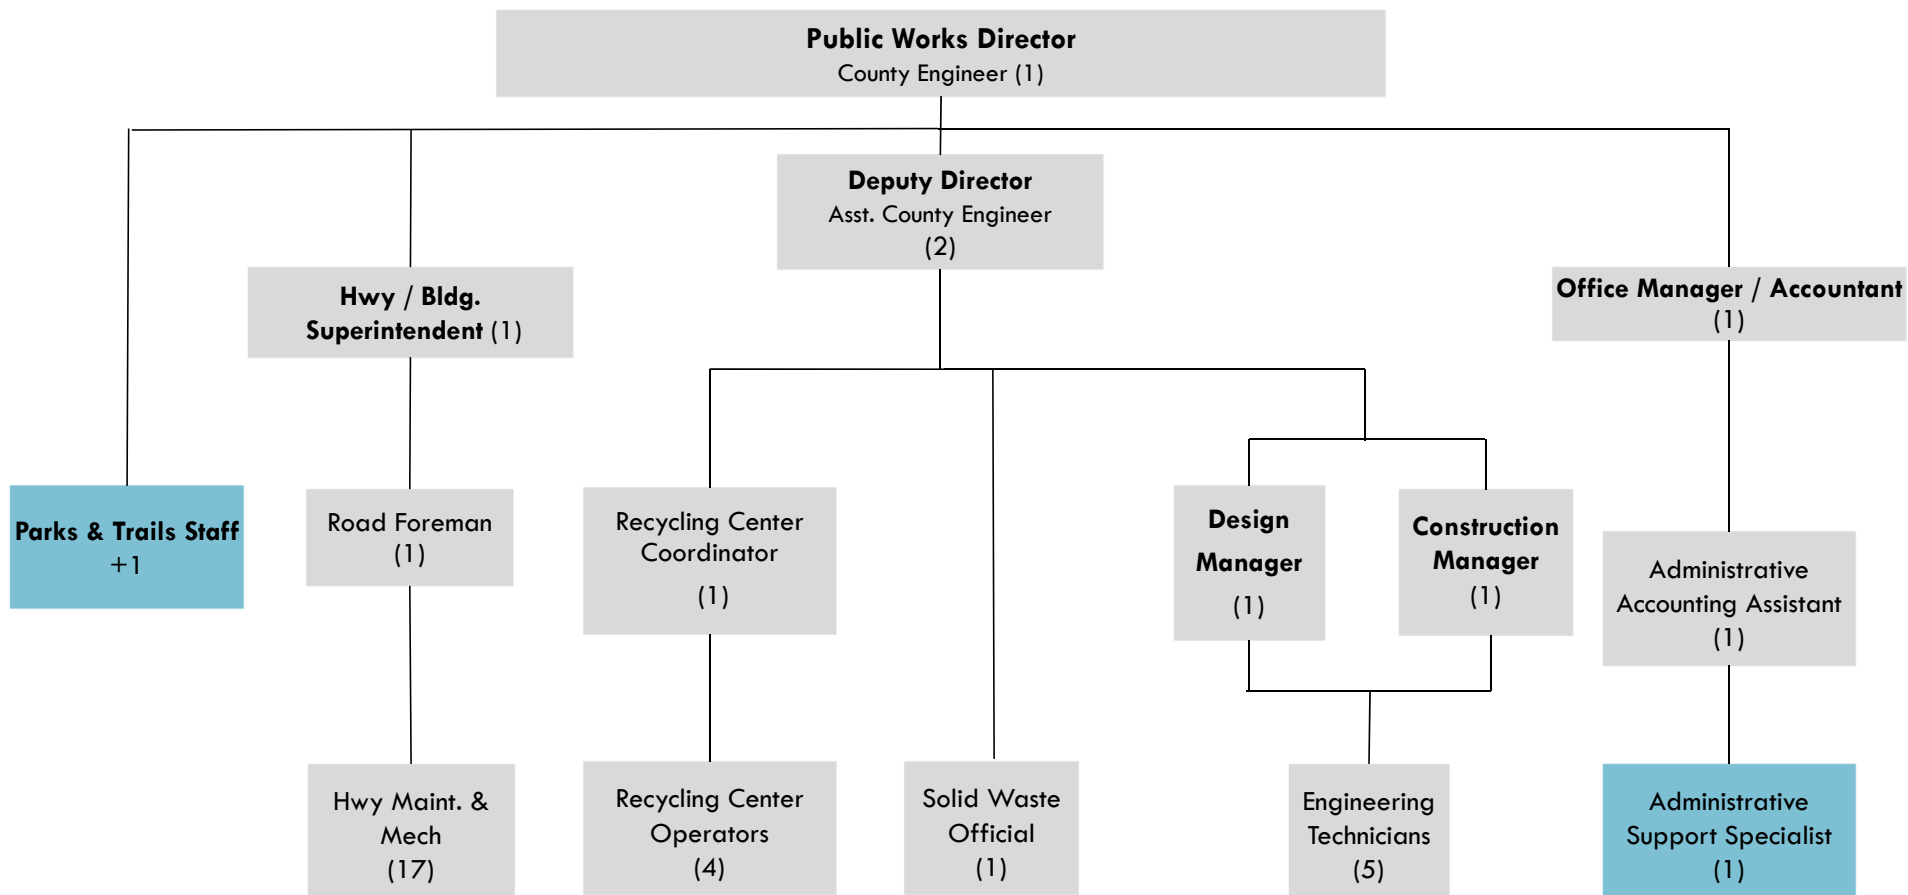 Public Works Director
County Engineer (1)
Deputy Director
Asst. County Engineer
(2)
Hwy / Bldg.
Superintendent (1)
Office Manager / Accountant
(1)
Parks & Trails Staff
+1
Road Foreman
(1)
Recycling Center
Coordinator
(1)
Design
Manager
(1)
Construction
Manager
(1)
Administrative
Accounting Assistant
(1)
Hwy Maint. &
Mech
(17)
Recycling Center
Operators
(4)
Solid Waste
Official
(1)
Engineering
Technicians
(5)
Administrative
Support Specialist
(1)